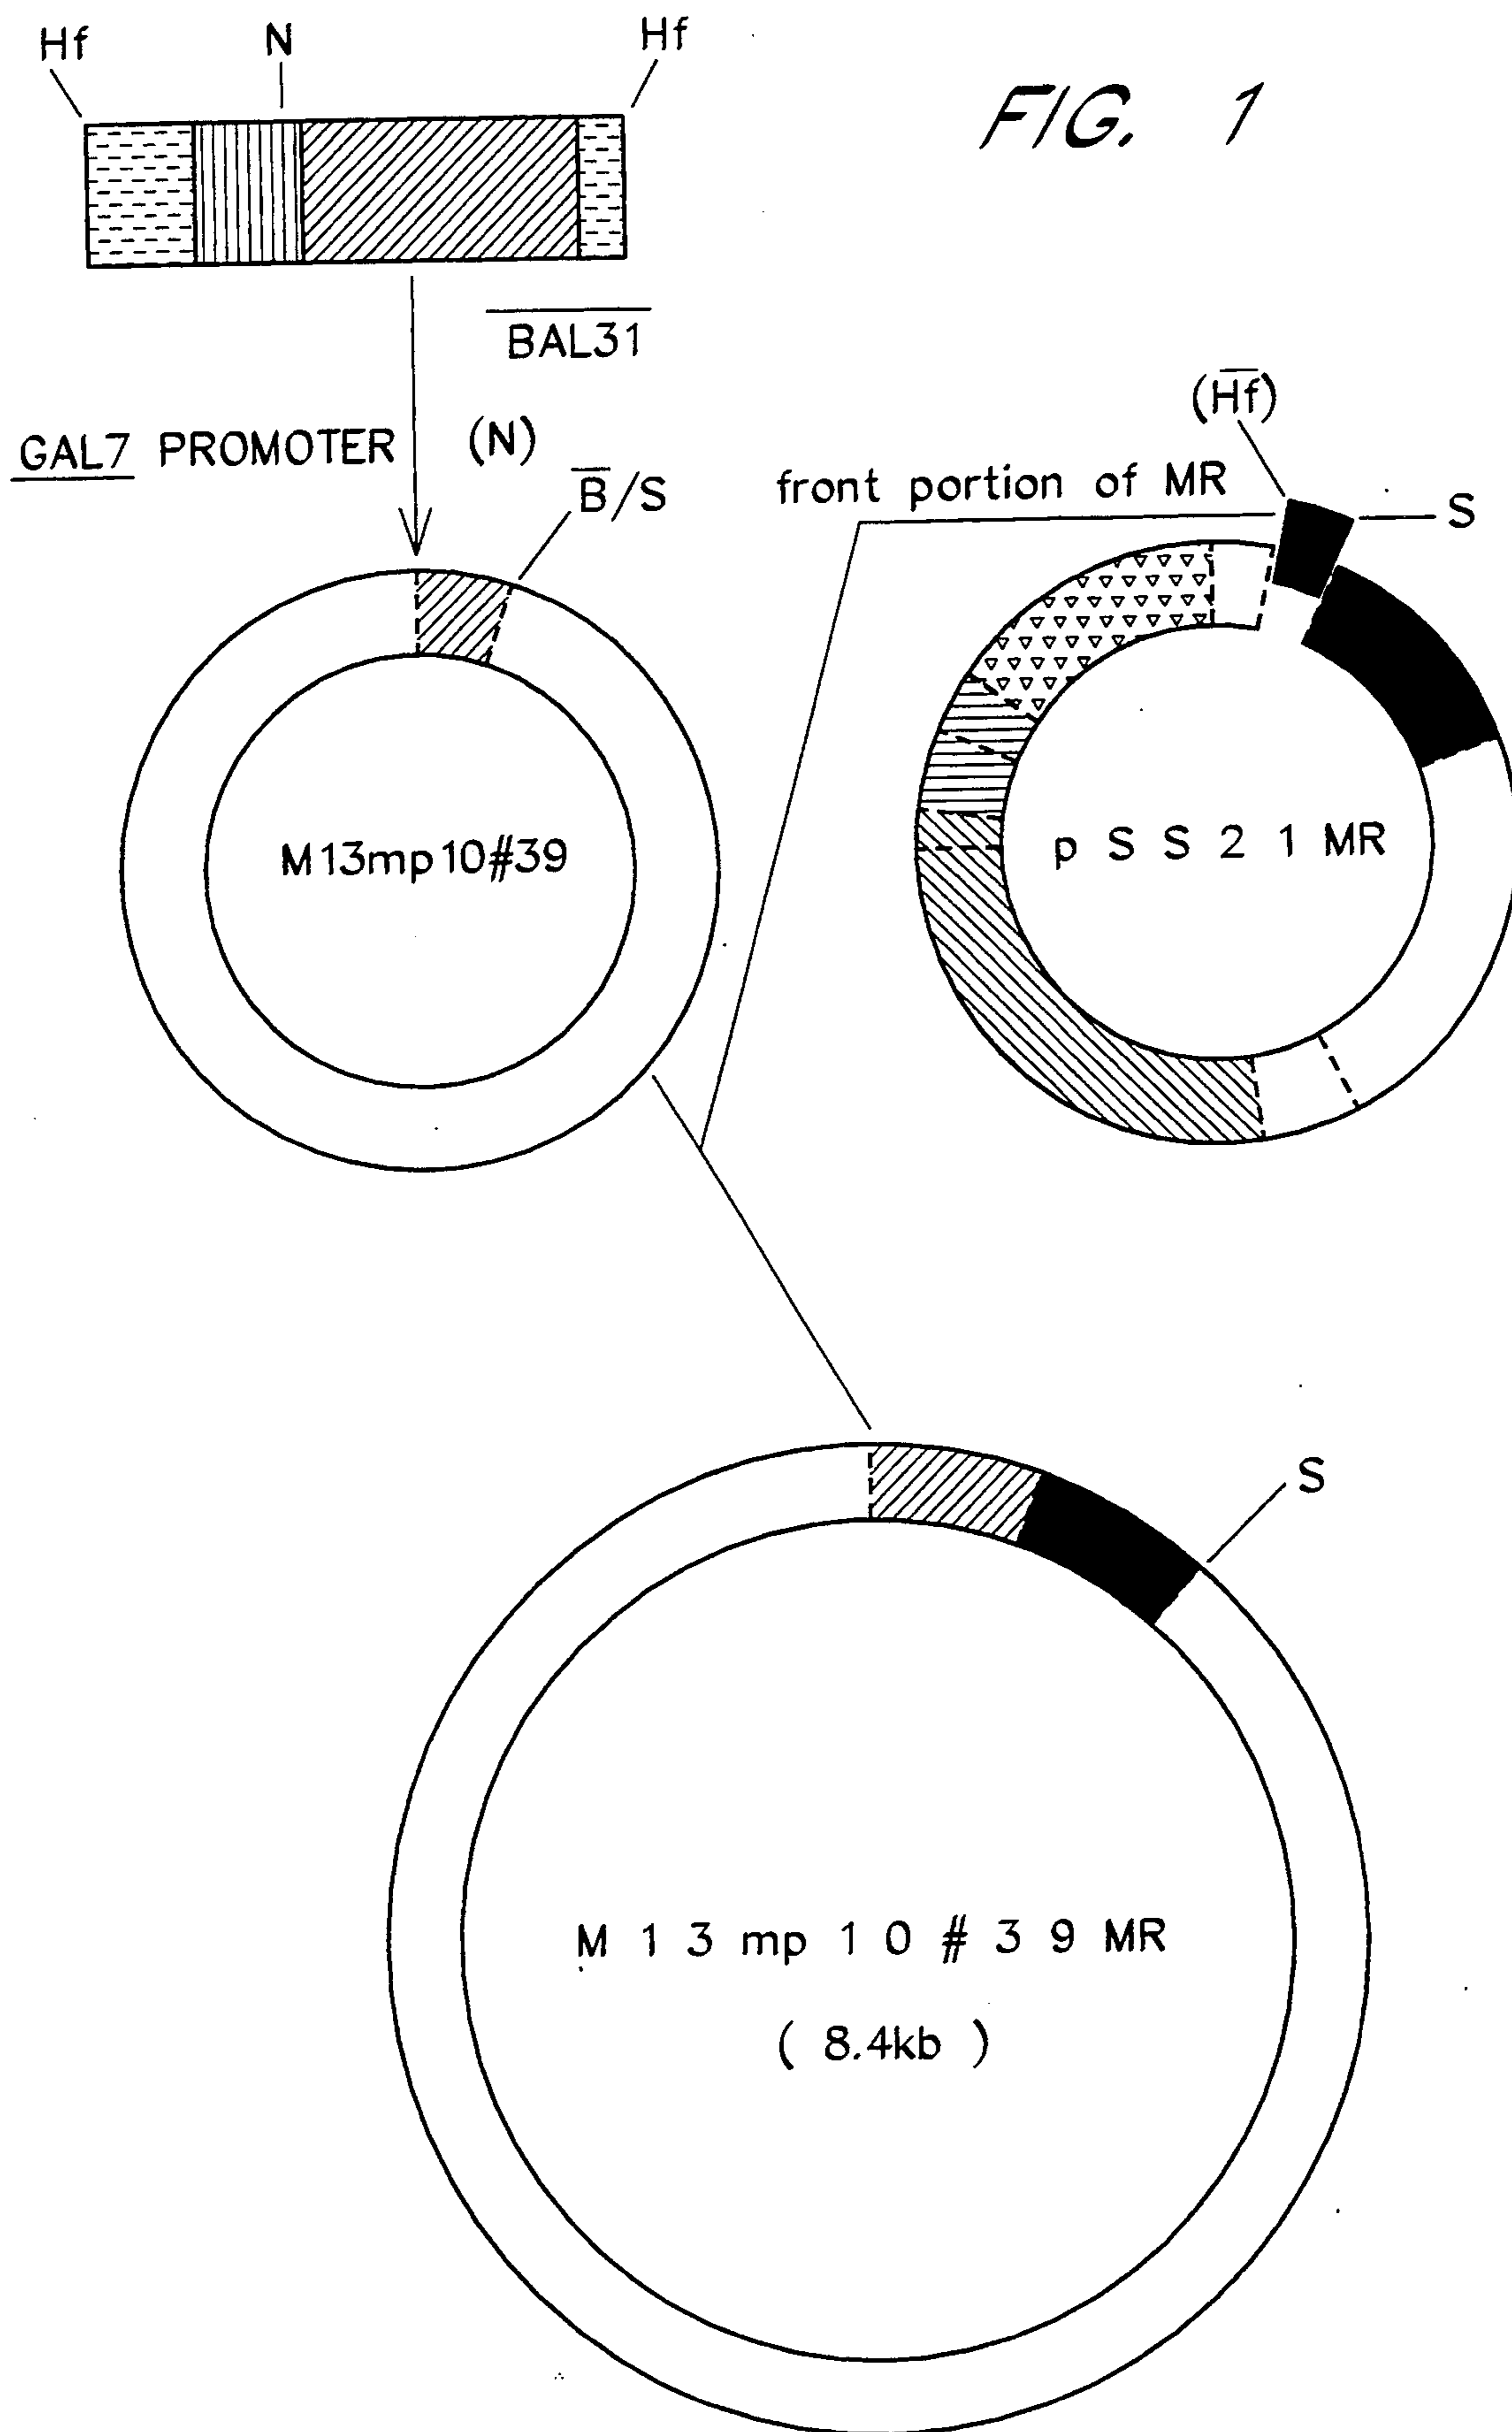 Hf N Hf
FIG. 1
BAL31
GAL7 PROMOTER (N)
B̅/S
(H̅f̅)
front portion of MR
S
M13mp10#39
p S S 2 1 MR
S
M 1 3 mp 1 0 # 3 9 MR
( 8.4kb )